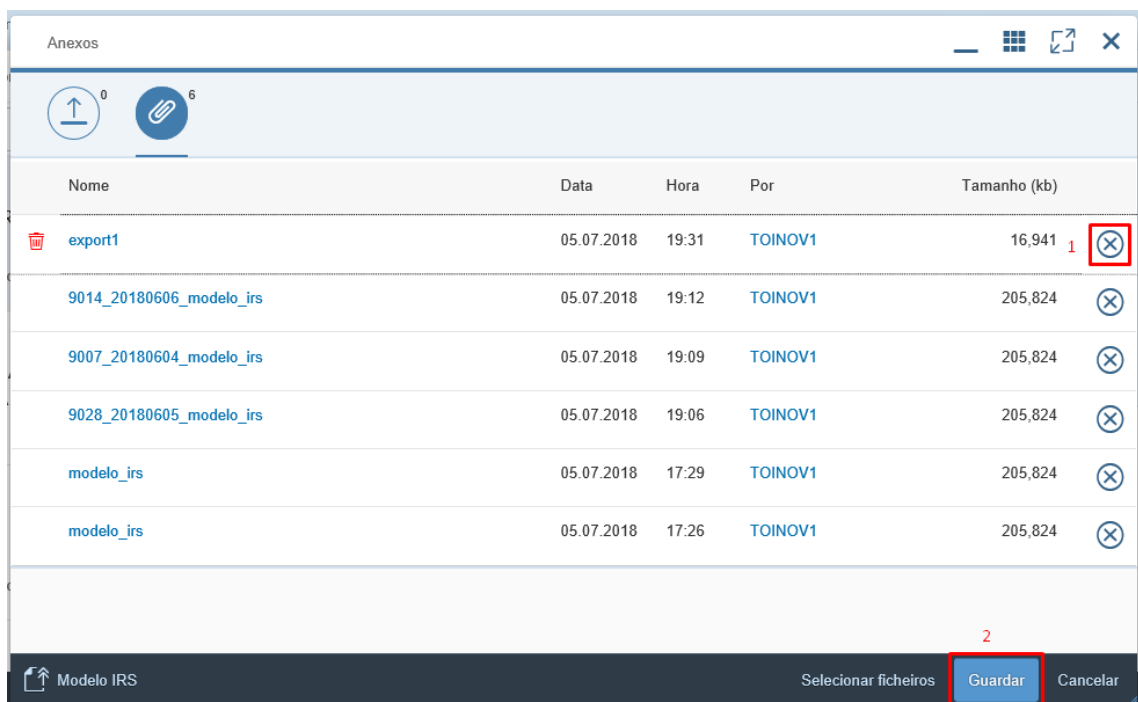 Anexos
0 6
Nome Data Hora Por Tamanho (kb)
export1 05.07.2018 19:31 TOINOV1 16,941 1
9014_20180606_modelo_irs 05.07.2018 19:12 TOINOV1 205,824
9007_20180604_modelo_irs 05.07.2018 19:09 TOINOV1 205,824
9028_20180605_modelo_irs 05.07.2018 19:06 TOINOV1 205,824
modelo_irs 05.07.2018 17:29 TOINOV1 205,824
modelo_irs 05.07.2018 17:26 TOINOV1 205,824
2
Modelo IRS Selecionar ficheiros Guardar Cancelar